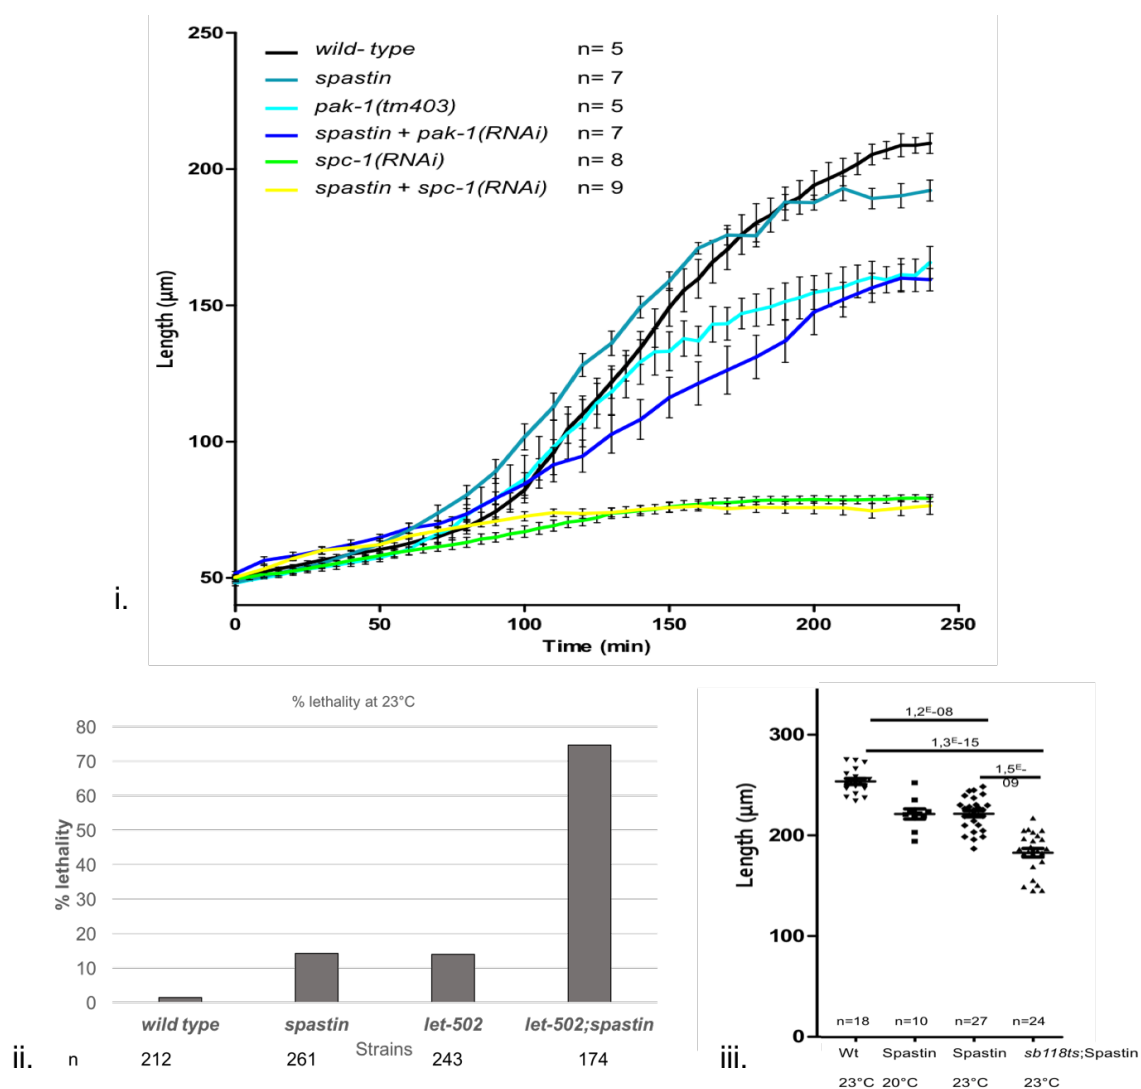 250
200
150
100
50
Length (µm)
wild- type n= 5
spastin n= 7
pak-1(tm403) n= 5
spastin + pak-1(RNAi) n= 7
spc-1(RNAi) n= 8
spastin + spc-1(RNAi) n= 9
0 50 100 150 200 250
Time (min)
i.
% lethality at 23°C
80
70
60
50
40
30
20
10
0
% lethality
wild type spastin let-502 let-502;spastin
Strains
n 212 261 243 174
ii.
300
200
100
0
Length (µm)
1,2E-08
1,3E-15
1,5E-
09
n=18 n=10 n=27 n=24
Wt Spastin Spastin sb118ts;Spastin
23°C 20°C 23°C 23°C
iii.